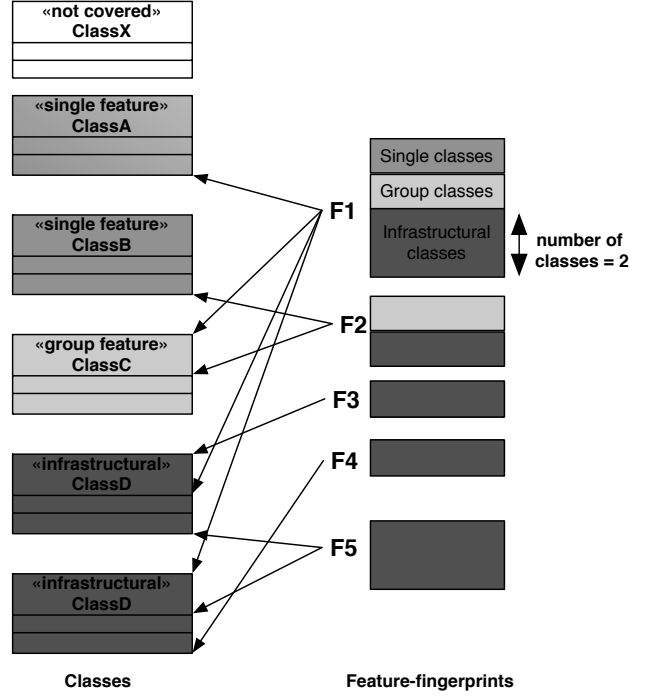 «not covered»
ClassX
«single feature»
ClassA
«single feature»
ClassB
«group feature»
ClassC
«infrastructural»
ClassD
«infrastructural»
ClassD
Classes
F1
F2
F3
F4
F5
Single classes
Group classes
Infrastructural
classes
number of
classes = 2
Feature-fingerprints